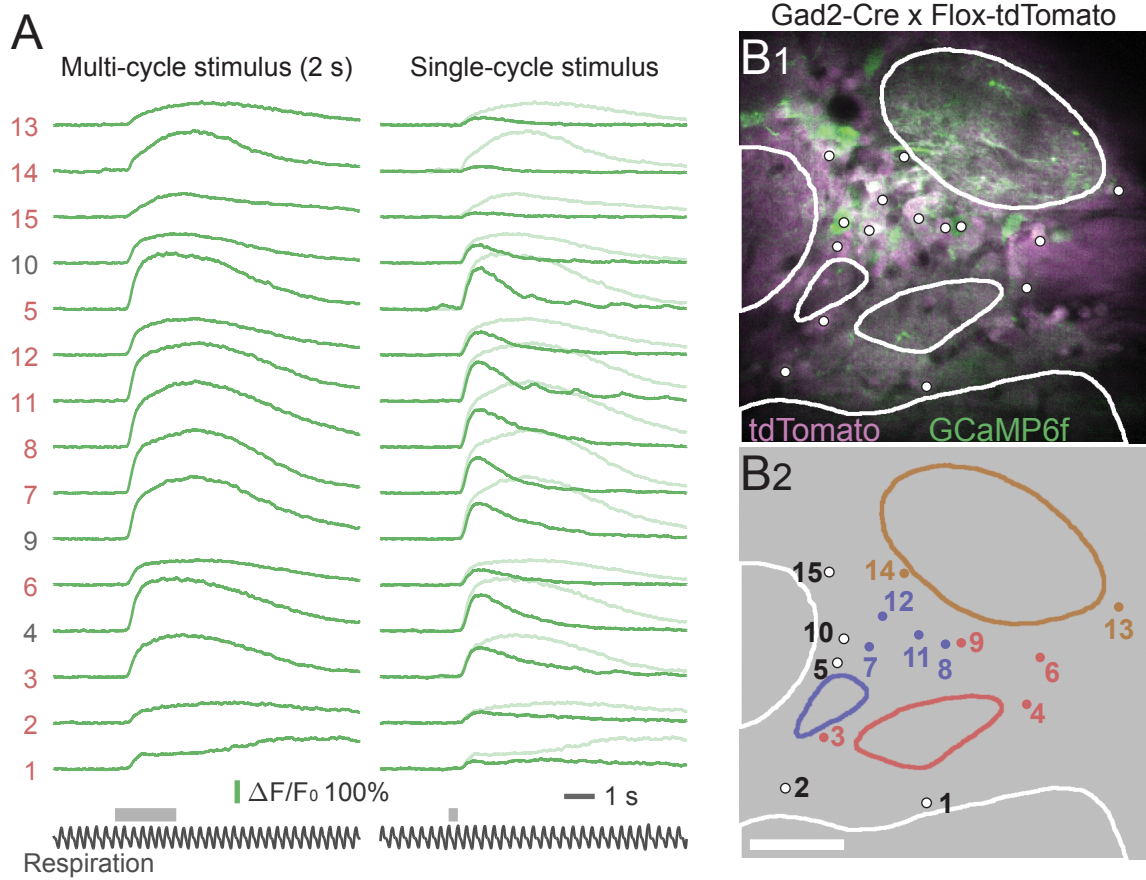 A
Multi-cycle stimulus (2 s)
Single-cycle stimulus
13
14
15
10
5
12
11
8
7
9
6
4
3
2
1
ΔF/F₀ 100%
1 s
Respiration
Gad2-Cre x Flox-tdTomato
B1
tdTomato
GCaMP6f
B2
15
14
12
13
10
9
7
11
8
5
6
4
3
2
1